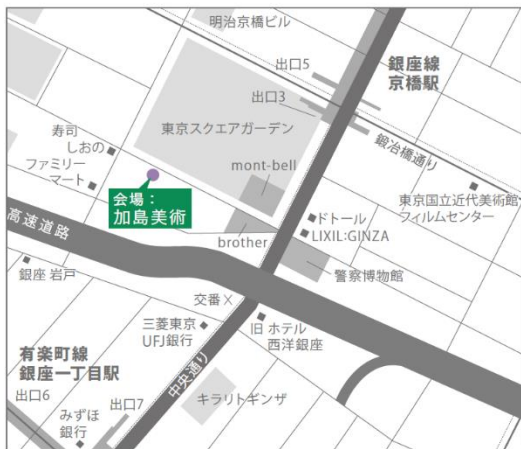 明治京橋ビル
出口5
銀座線
京橋駅
出口3
東京スクエアガーデン
鍛冶橋通り
寿司
しおの
ファミリー
マート
mont-bell
会場：
加島美術
東京国立近代美術館
フィルムセンター
高速道路
brother
ドトール
LIXIL:GINZA
銀座 岩戸
警察博物館
交番X
三菱東京
UFJ銀行
旧 ホテル
西洋銀座
有楽町線
銀座一丁目駅
中央通り
出口6
出口7
キラリトギンザ
みずほ
銀行